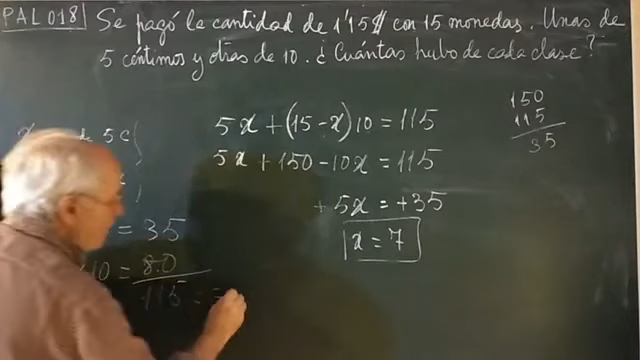 PAL 018 Se pagó la cantidad de 1'15$ con 15 monedas. Unas de
5 céntimos y otras de 10. ¿Cuántas hubo de cada clase?
150
115
35
5x + (15 - x) 10 = 115
5x + 150 - 10x = 115
+ 5x = + 35
x = 7
5c
= 35
10 = 80
115 =